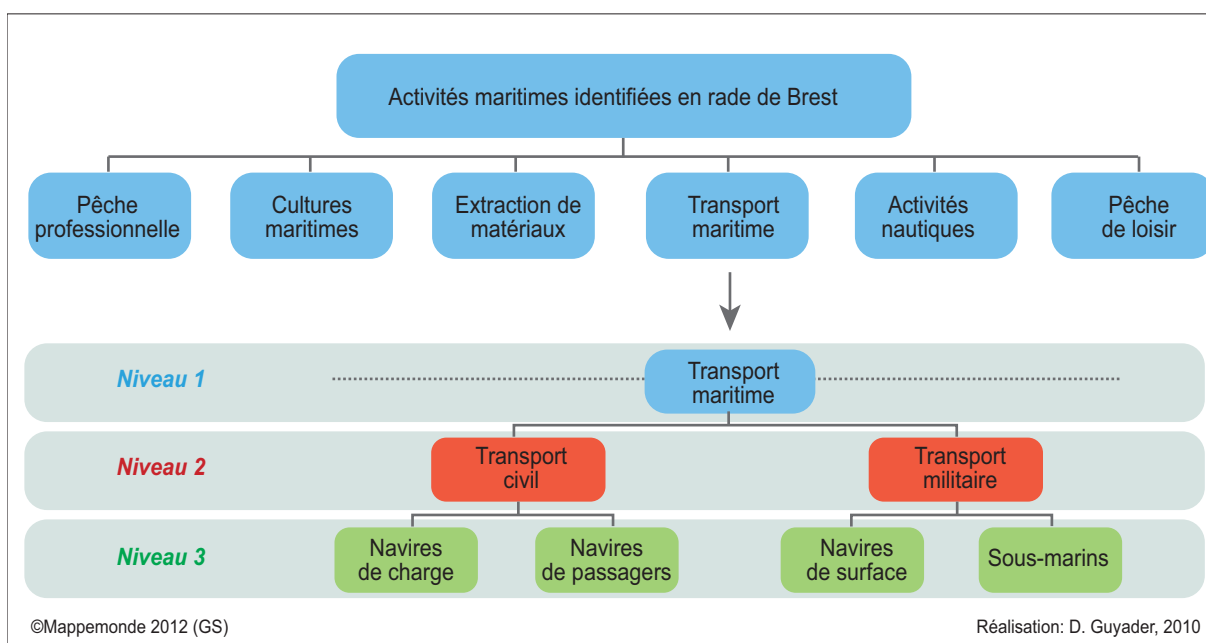 Activités maritimes identifiées en rade de Brest
Pêche
professionnelle
Cultures
maritimes
Extraction de
matériaux
Transport
maritime
Activités
nautiques
Pêche
de loisir
Niveau 1
Transport
maritime
Niveau 2
Transport
civil
Transport
militaire
Niveau 3
Navires
de charge
Navires
de passagers
Navires
de surface
Sous-marins
©Mappemonde 2012 (GS)
Réalisation: D. Guyader, 2010